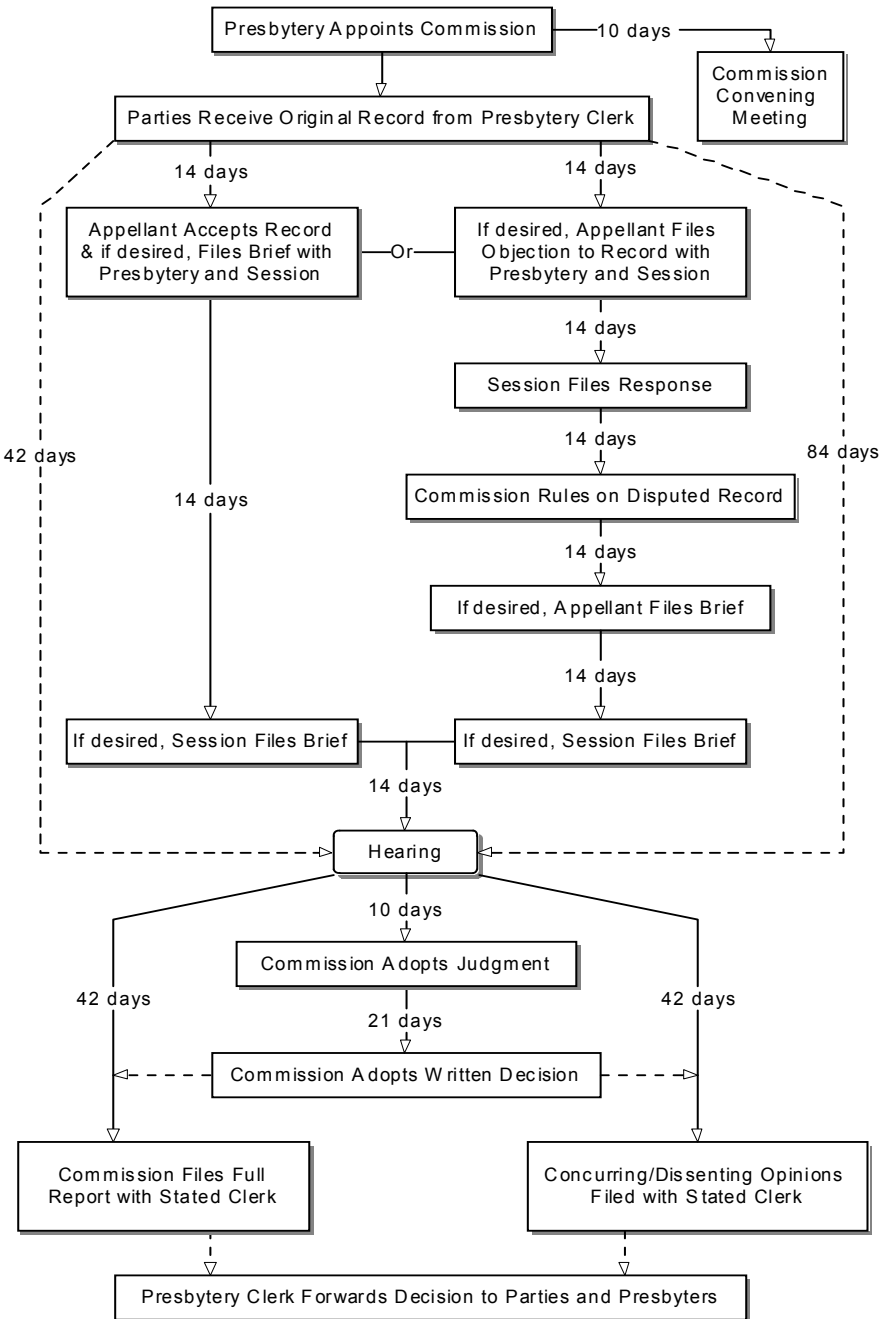 Presbytery Appoints Commission
10 days
Commission
Convening
Meeting
Parties Receive Original Record from Presbytery Clerk
14 days
14 days
Appellant Accepts Record
& if desired, Files Brief with
Presbytery and Session
Or
If desired, Appellant Files
Objection to Record with
Presbytery and Session
14 days
Session Files Response
42 days
14 days
84 days
14 days
Commission Rules on Disputed Record
14 days
If desired, Appellant Files Brief
14 days
If desired, Session Files Brief
If desired, Session Files Brief
14 days
Hearing
10 days
Commission Adopts Judgment
42 days
42 days
21 days
Commission Adopts Written Decision
Commission Files Full
Report with Stated Clerk
Concurring/Dissenting Opinions
Filed with Stated Clerk
Presbytery Clerk Forwards Decision to Parties and Presbyters